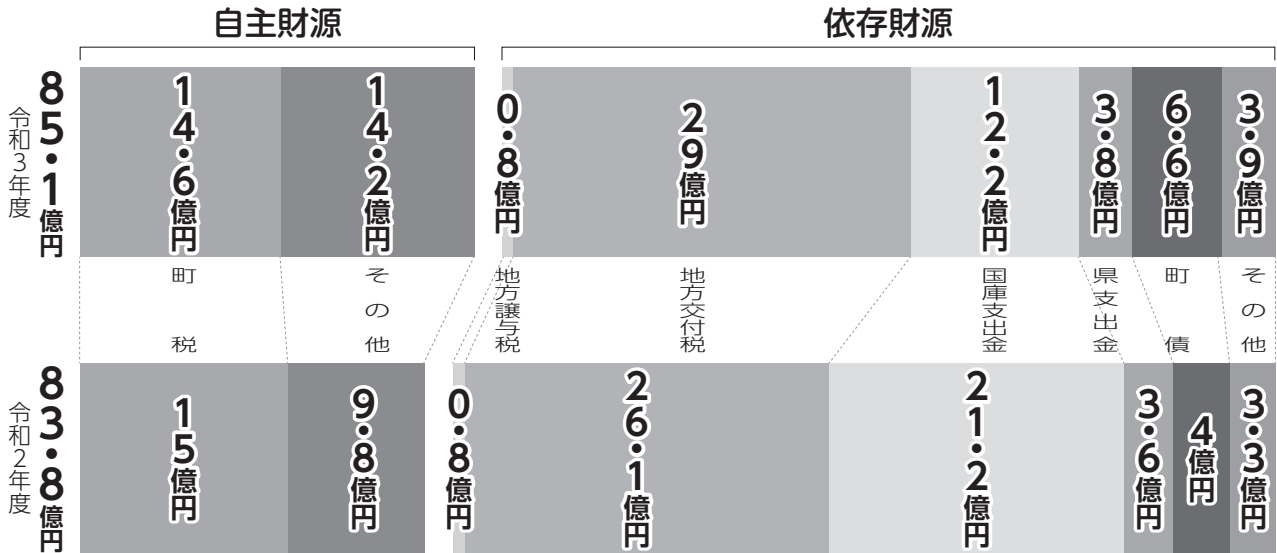 自主財源
依存財源
令和3年度
85・1億円
14・6億円
14・2億円
0・8億円
29億円
12・2億円
3・8億円
6・6億円
3・9億円
町税
その他
地方譲与税
地方交付税
国庫支出金
県支出金
町債
その他
令和2年度
83・8億円
15億円
9・8億円
0・8億円
26・1億円
21・2億円
3・6億円
4億円
3・3億円